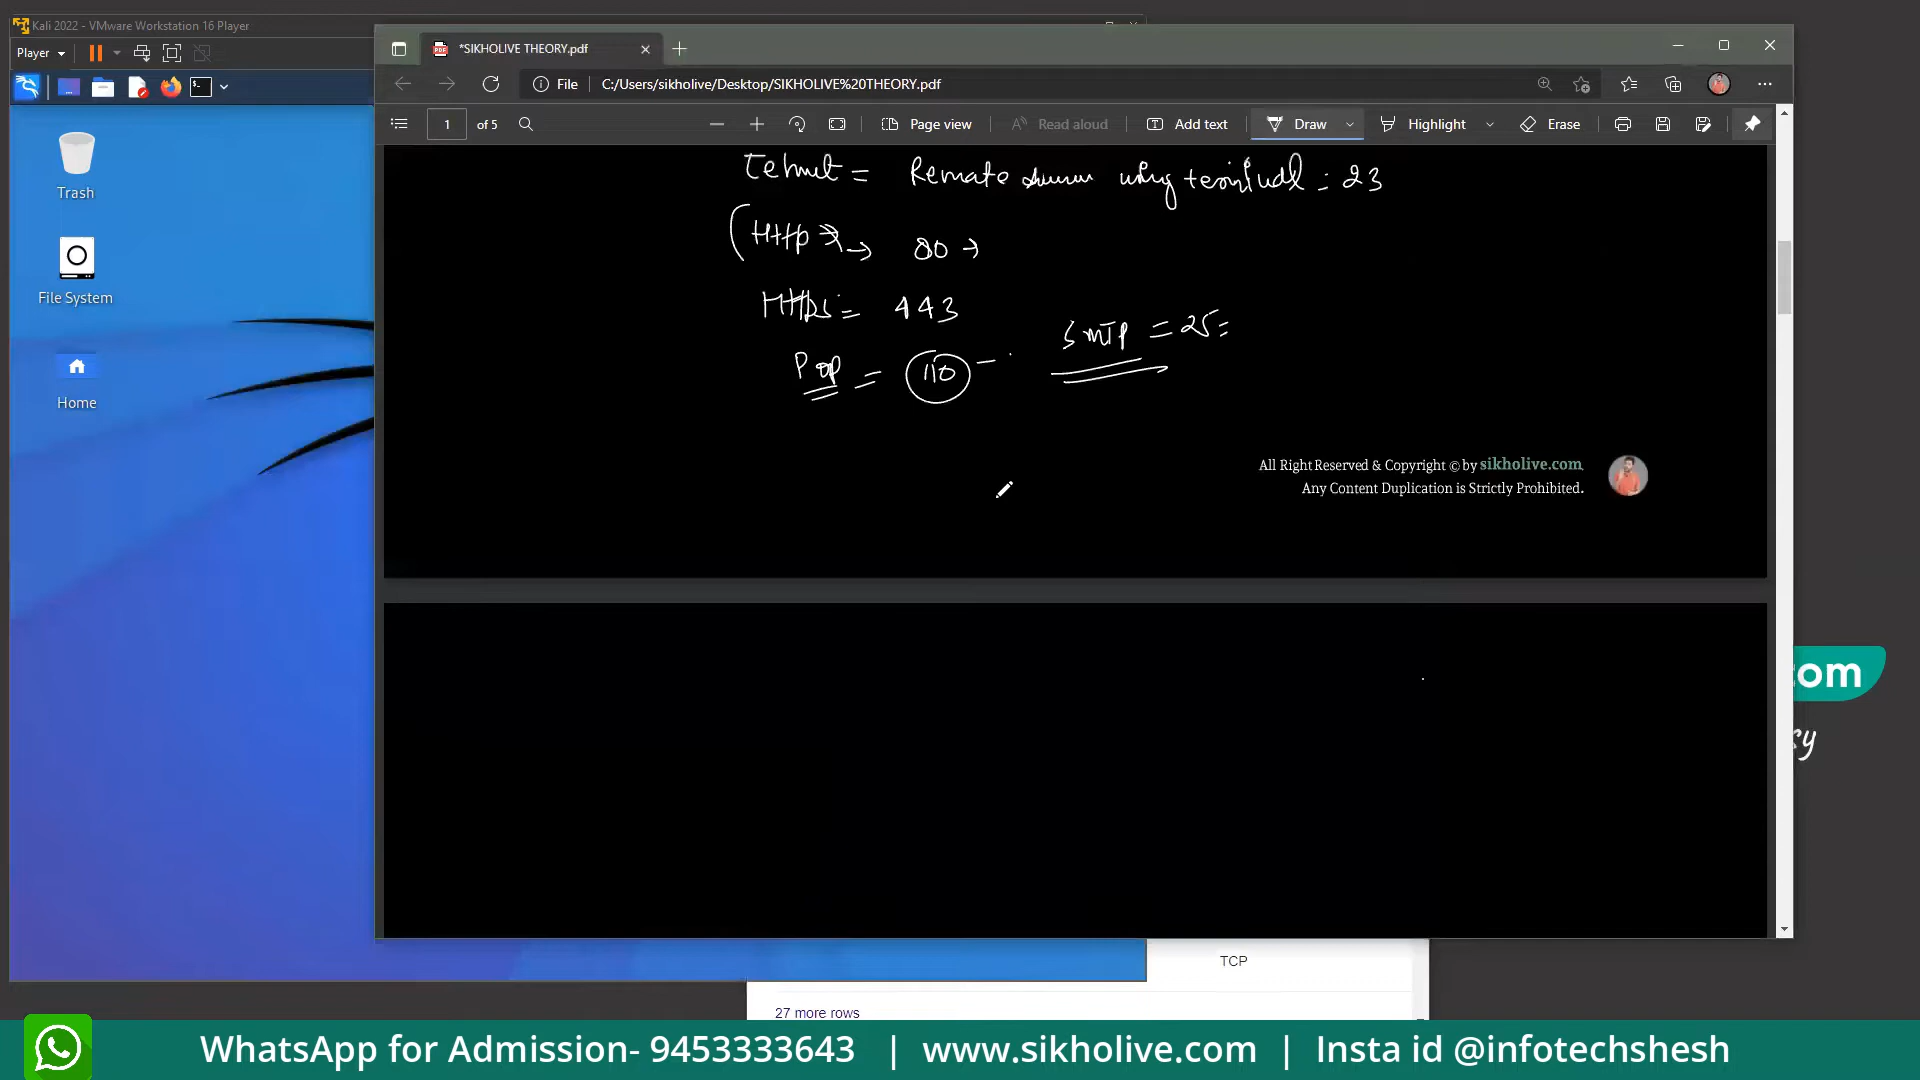 Kali 2022 - VMware Workstation 16 Player
Player
*SIKHOLIVE THEORY.pdf
File
C:/Users/sikholive/Desktop/SIKHOLIVE%20THEORY.pdf
1 of 5
Page view
Read aloud
Add text
Draw
Highlight
Erase
Trash
File System
Home
Telnet = Remote using terminal = 23
Http → 80 →
Https = 443
SMTP = 25 =
Pop = 110 -
All Right Reserved & Copyright © by sikholive.com.
Any Content Duplication is Strictly Prohibited.
com
TCP
27 more rows
WhatsApp for Admission- 9453333643 | www.sikholive.com | Insta id @infotechshesh